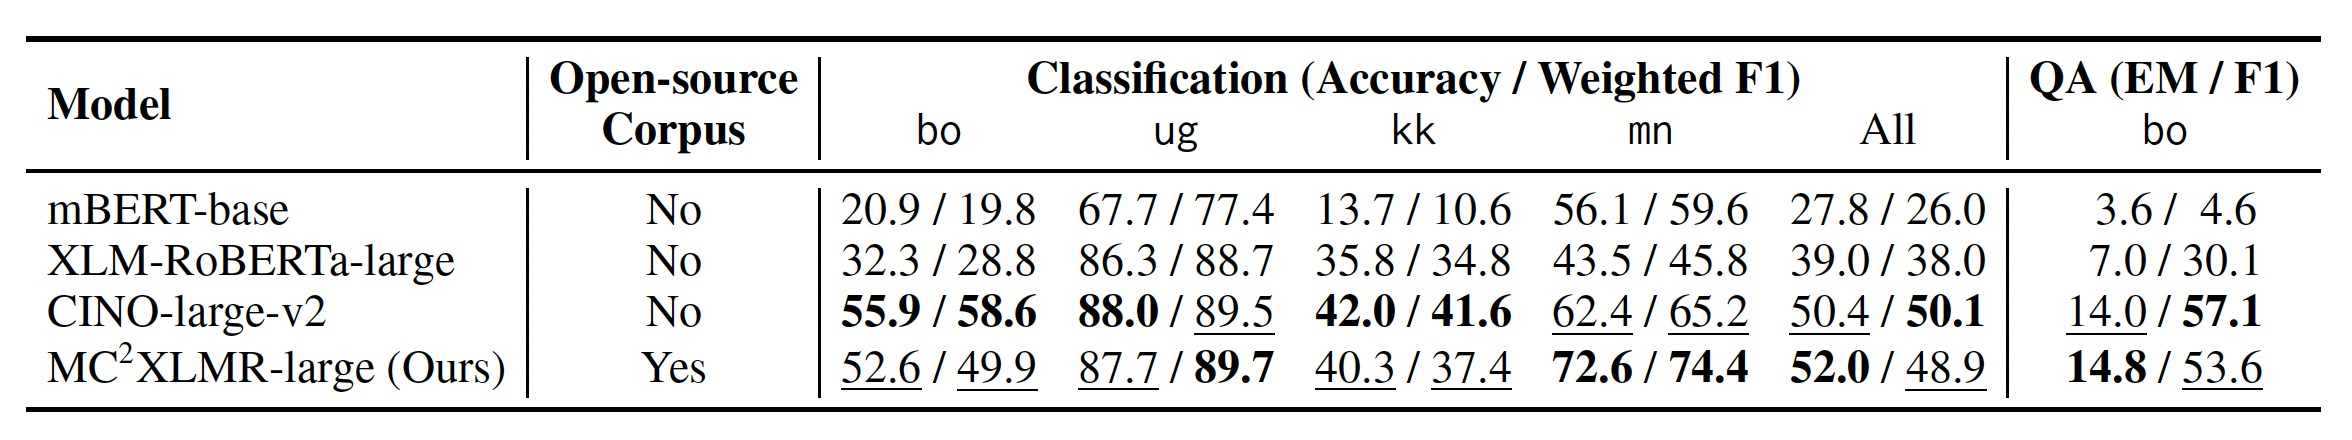 Model Open-source Corpus Classification (Accuracy / Weighted F1) QA (EM / F1)
bo ug kk mn All bo
mBERT-base No 20.9 / 19.8 67.7 / 77.4 13.7 / 10.6 56.1 / 59.6 27.8 / 26.0 3.6 / 4.6
XLM-RoBERTa-large No 32.3 / 28.8 86.3 / 88.7 35.8 / 34.8 43.5 / 45.8 39.0 / 38.0 7.0 / 30.1
CINO-large-v2 No 55.9 / 58.6 88.0 / 89.5 42.0 / 41.6 62.4 / 65.2 50.4 / 50.1 14.0 / 57.1
MC²XLMR-large (Ours) Yes 52.6 / 49.9 87.7 / 89.7 40.3 / 37.4 72.6 / 74.4 52.0 / 48.9 14.8 / 53.6